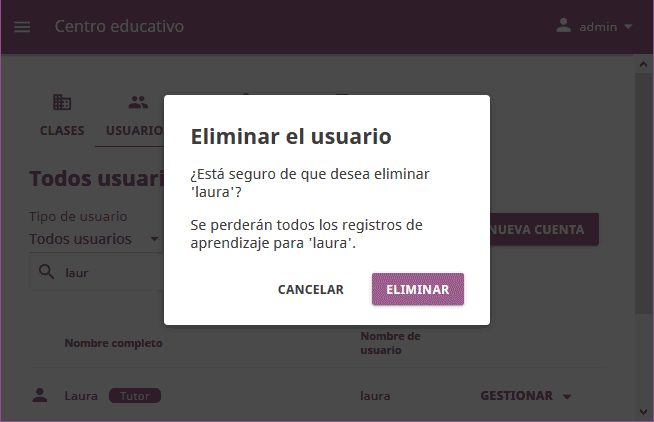 Centro educativo
admin
CLASES
USUARIO
Todos usuari
Tipo de usuario
Todos usuarios
NUEVA CUENTA
laur
Nombre completo
Nombre de
usuario
Laura
Tutor
laura
GESTIONAR
Eliminar el usuario
¿Está seguro de que desea eliminar
'laura'?
Se perderán todos los registros de
aprendizaje para 'laura'.
CANCELAR
ELIMINAR